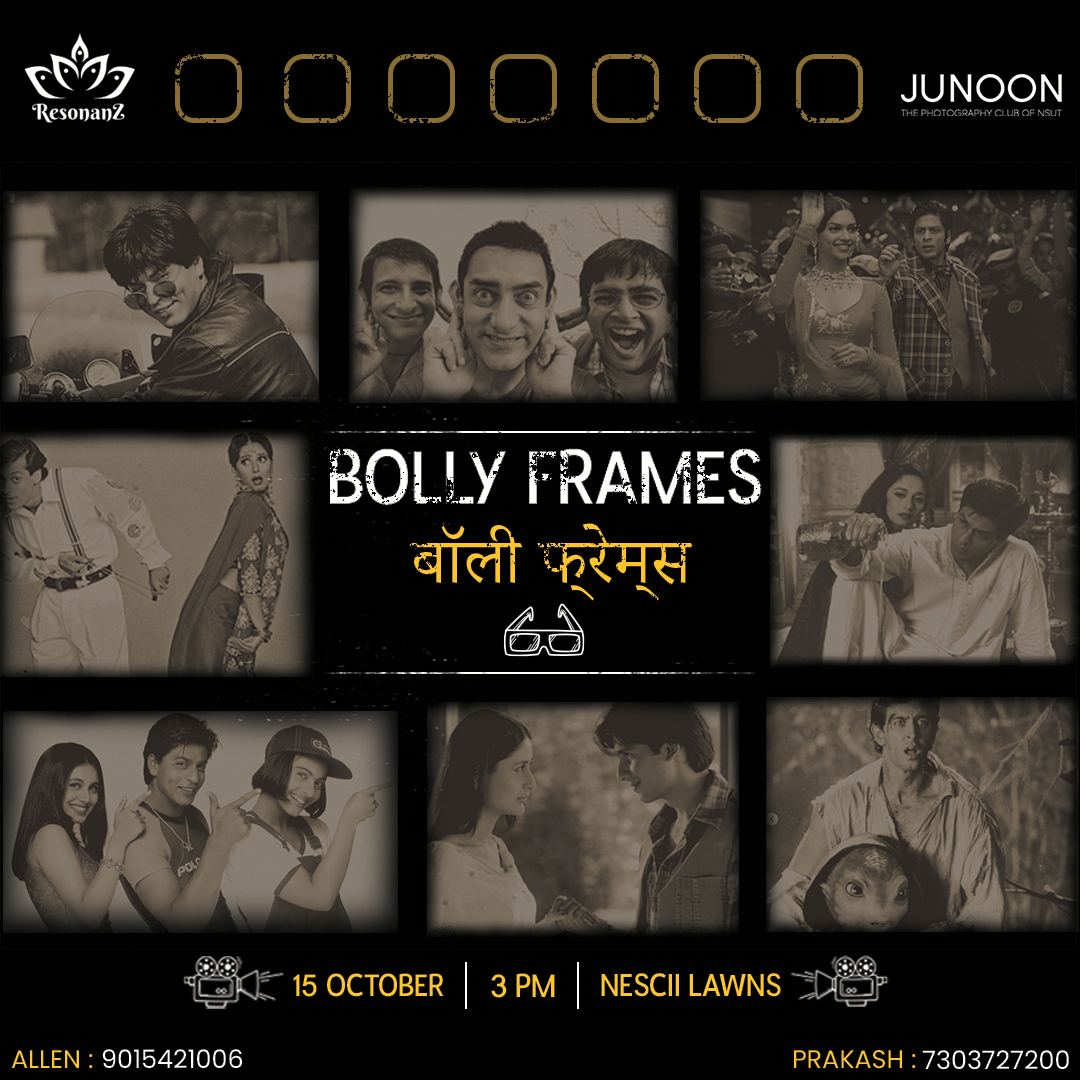 ResonanZ
JUNOON
THE PHOTOGRAPHY CLUB OF NSUT
BOLLY FRAMES
बॉली फ्रेम्स
POLO
15 OCTOBER | 3 PM | NESCII LAWNS
ALLEN : 9015421006
PRAKASH : 7303727200